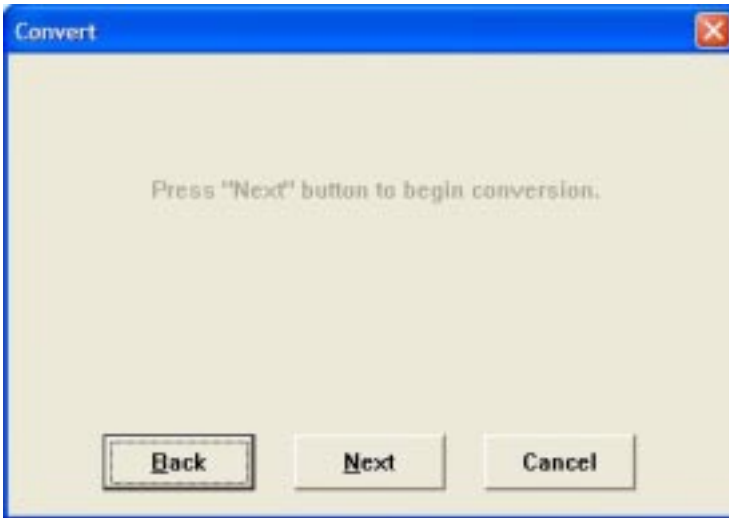 Convert
Press "Next" button to begin conversion.
Back
Next
Cancel